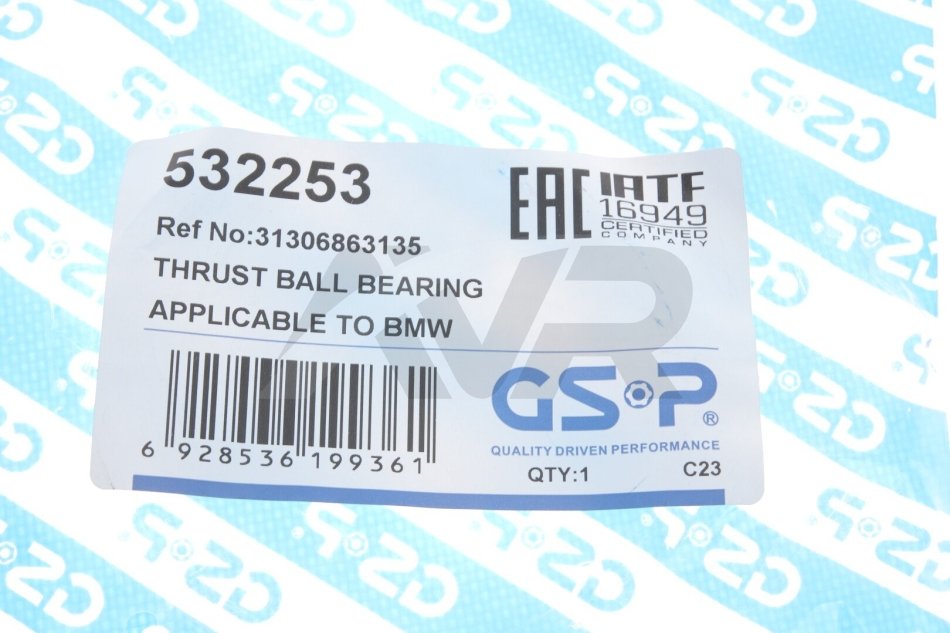 532253
Ref No:31306863135
THRUST BALL BEARING
APPLICABLE TO BMW
6 928536 199361
EAC
IATF
16949
CERTIFIED
COMPANY
GS-P®
QUALITY DRIVEN PERFORMANCE
QTY:1 C23